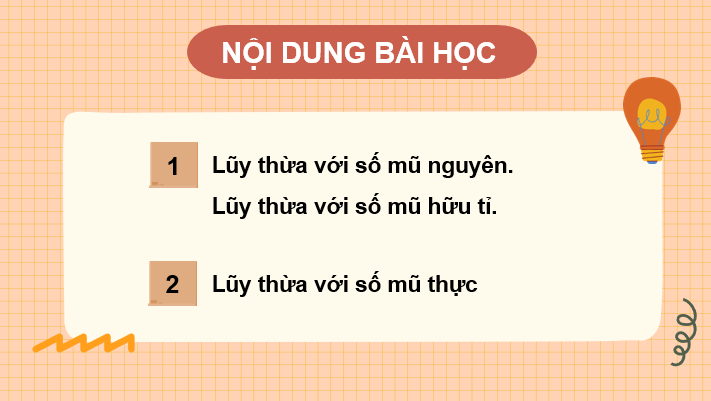 NỘI DUNG BÀI HỌC
1 Lũy thừa với số mũ nguyên.
Lũy thừa với số mũ hữu tỉ.
2 Lũy thừa với số mũ thực